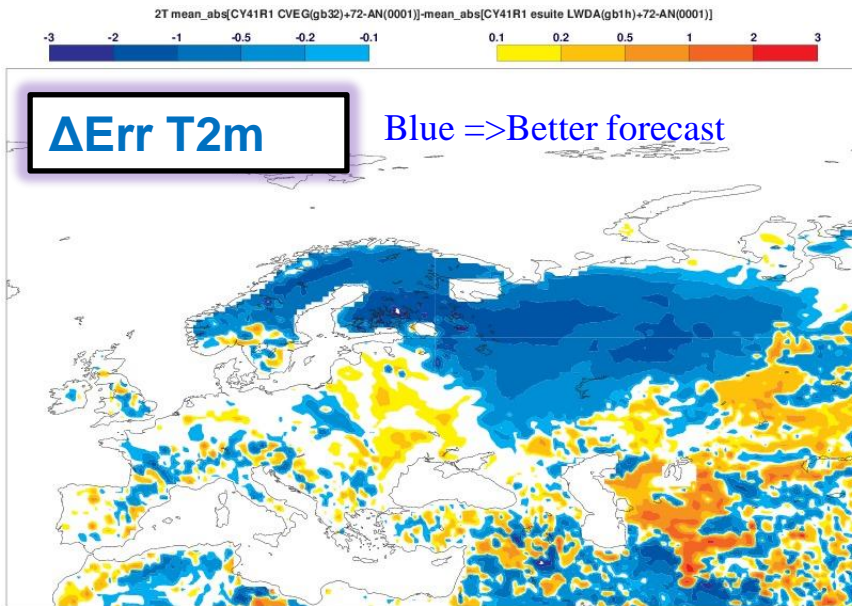 2T mean_abs[CY41R1 CVEG(gb32)+72-AN(0001)]-mean_abs[CY41R1 esuite LWDA(gb1h)+72-AN(0001)]
-3 -2 -1 -0.5 -0.2 -0.1 0.1 0.2 0.5 1 2 3
ΔErr T2m
Blue =>Better forecast